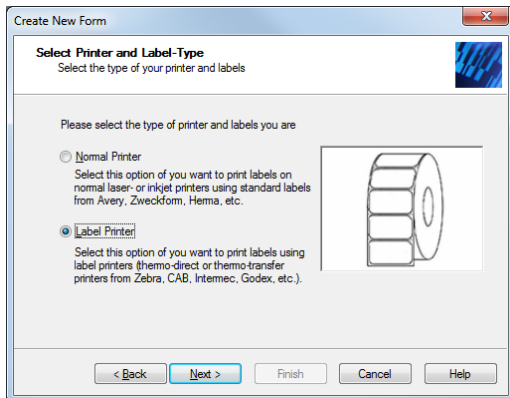 Create New Form
Select Printer and Label-Type
Select the type of your printer and labels
Please select the type of printer and labels you are
Normal Printer
Select this option of you want to print labels on
normal laser- or inkjet printers using standard labels
from Avery, Zweckform, Herma, etc.
Label Printer
Select this option of you want to print labels using
label printers (thermo-direct or thermo-transfer
printers from Zebra, CAB, Intermec, Godex, etc.).
< Back Next > Finish Cancel Help